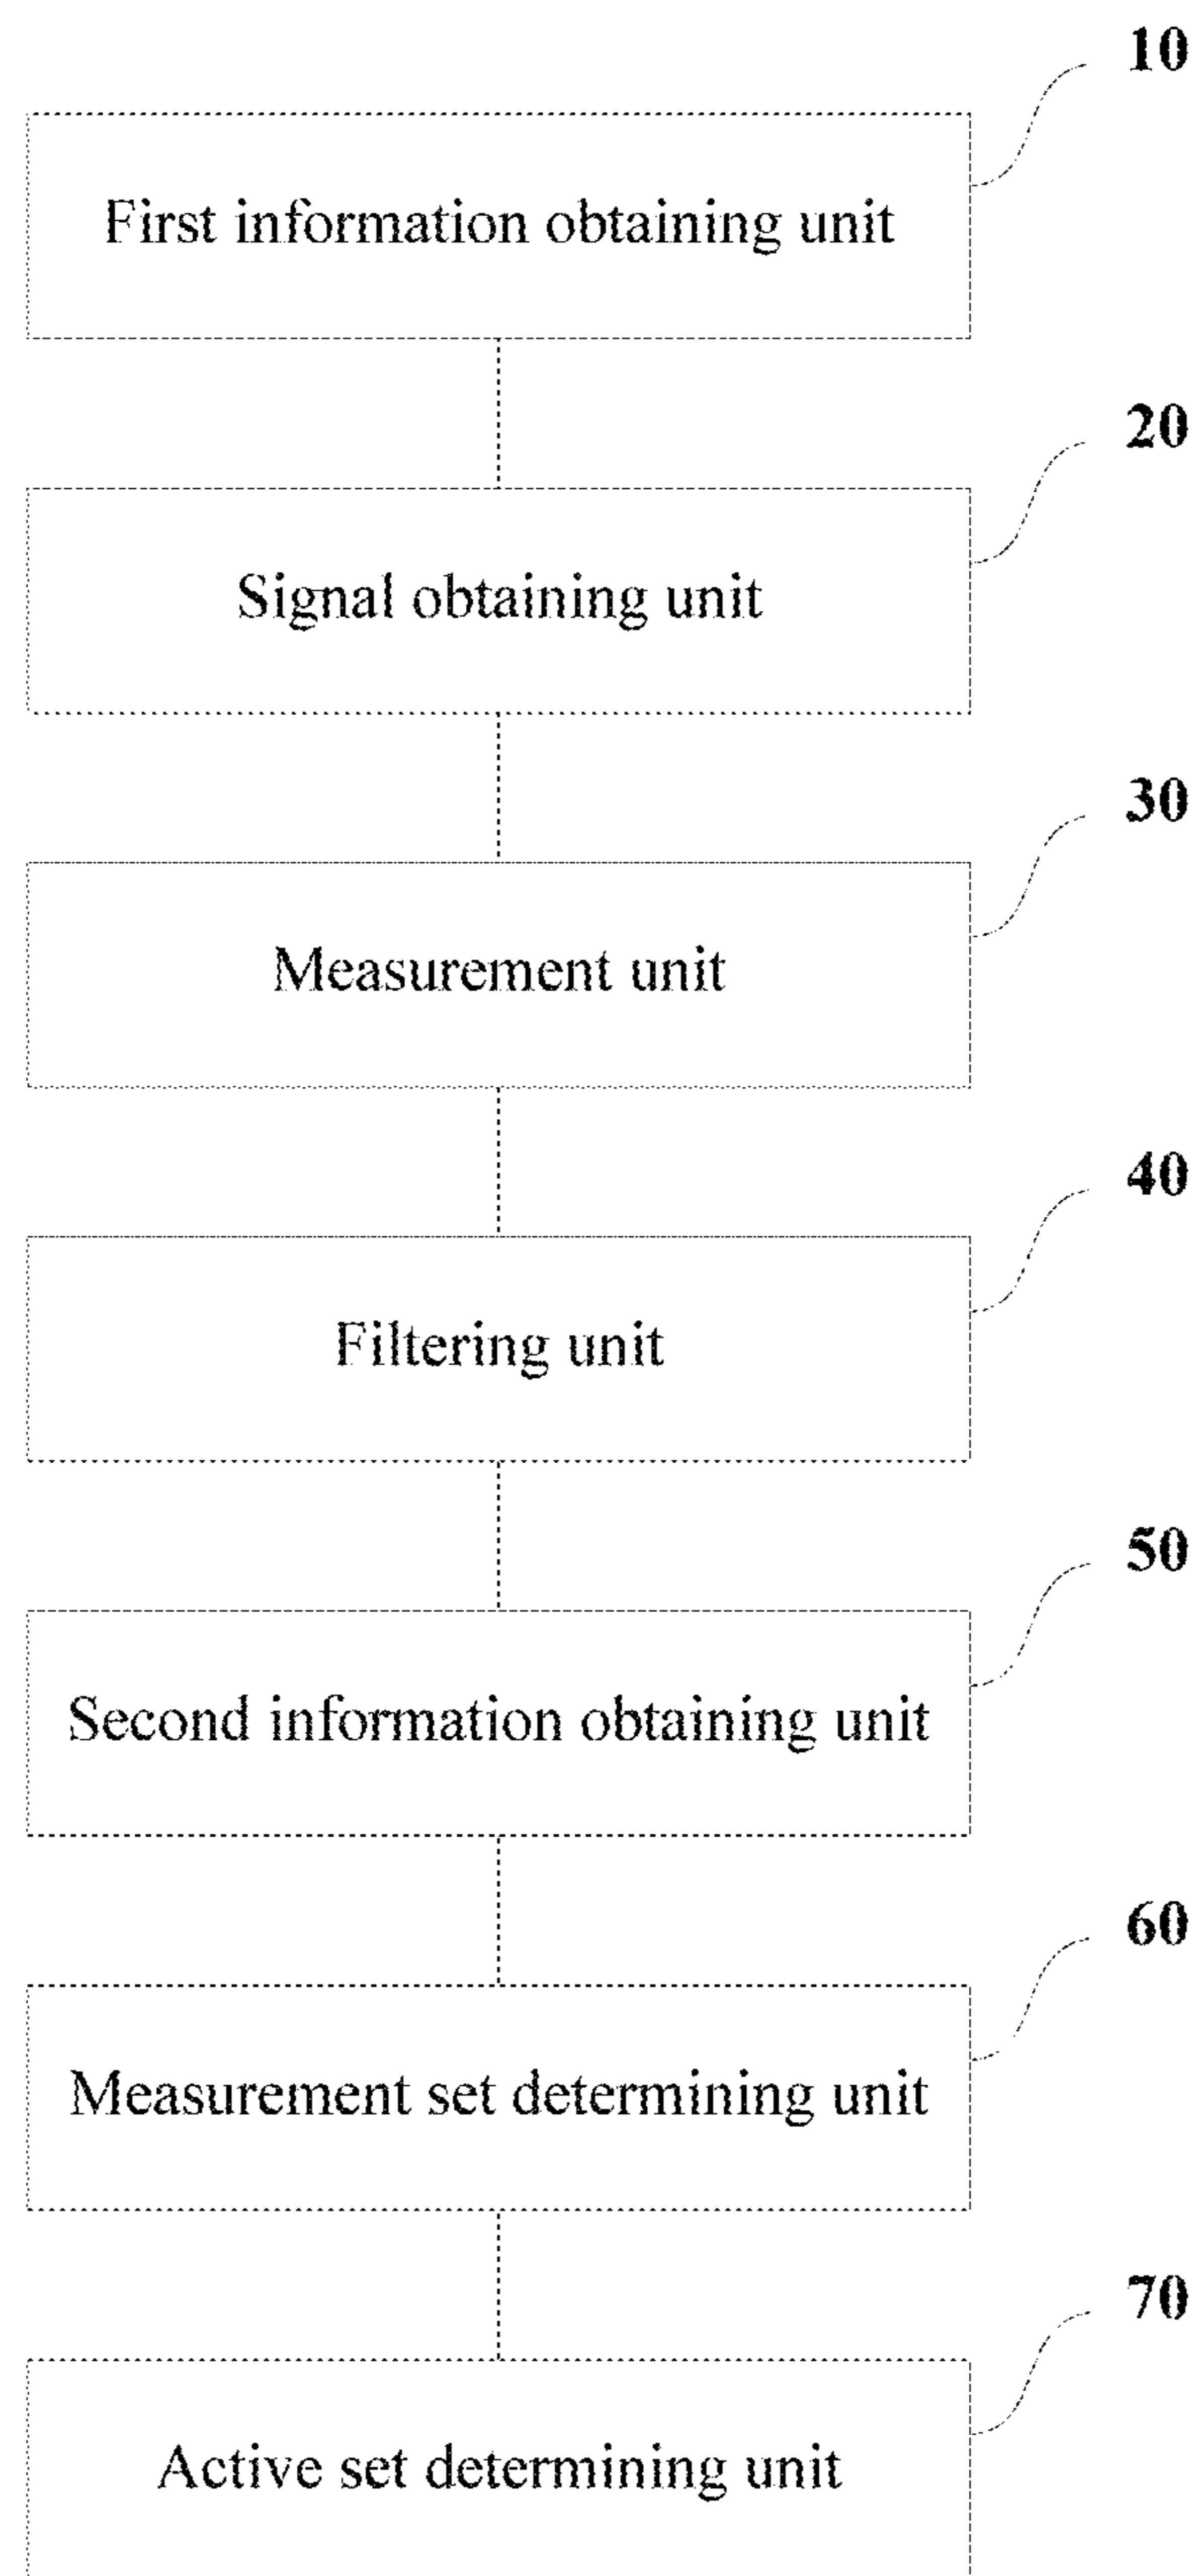 10
First information obtaining unit
20
Signal obtaining unit
30
Measurement unit
40
Filtering unit
50
Second information obtaining unit
60
Measurement set determining unit
70
Active set determining unit